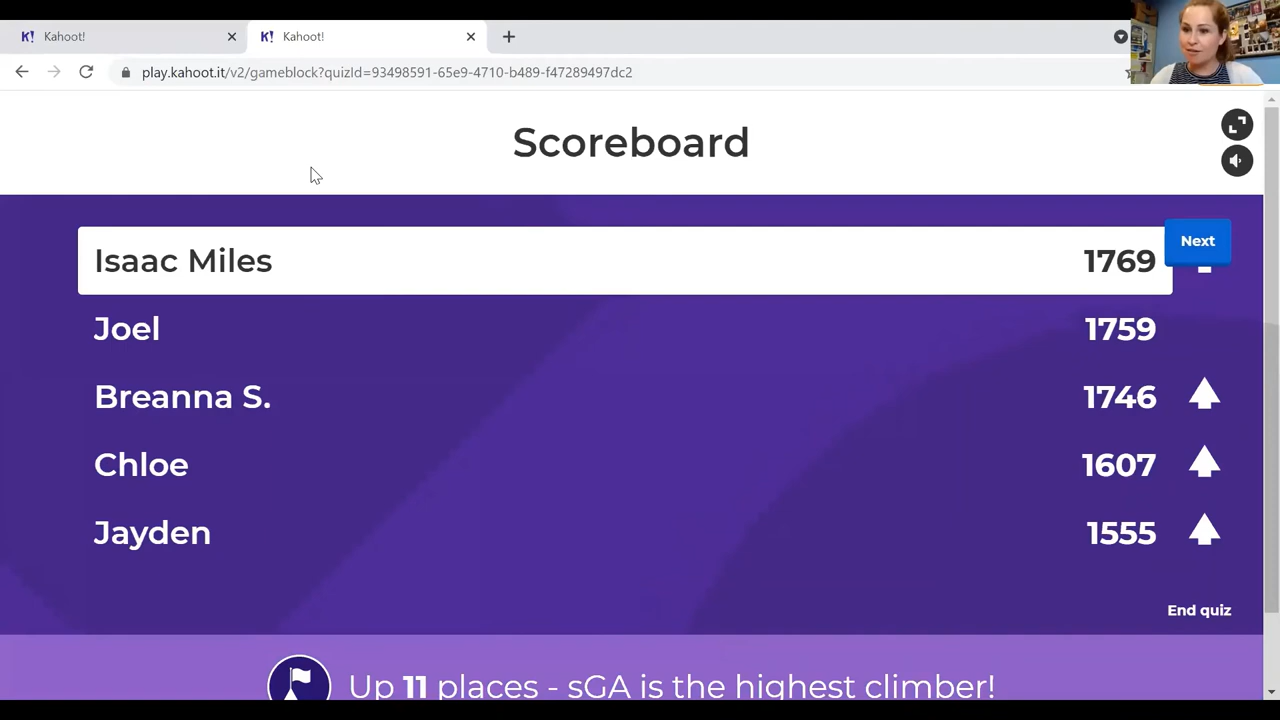 K! Kahoot!
K! Kahoot!
play.kahoot.it/v2/gameblock?quizId=93498591-65e9-4710-b489-f47289497dc2
Scoreboard
Next
Isaac Miles 1769
Joel 1759
Breanna S. 1746
Chloe 1607
Jayden 1555
End quiz
Up 11 places - sGA is the highest climber!